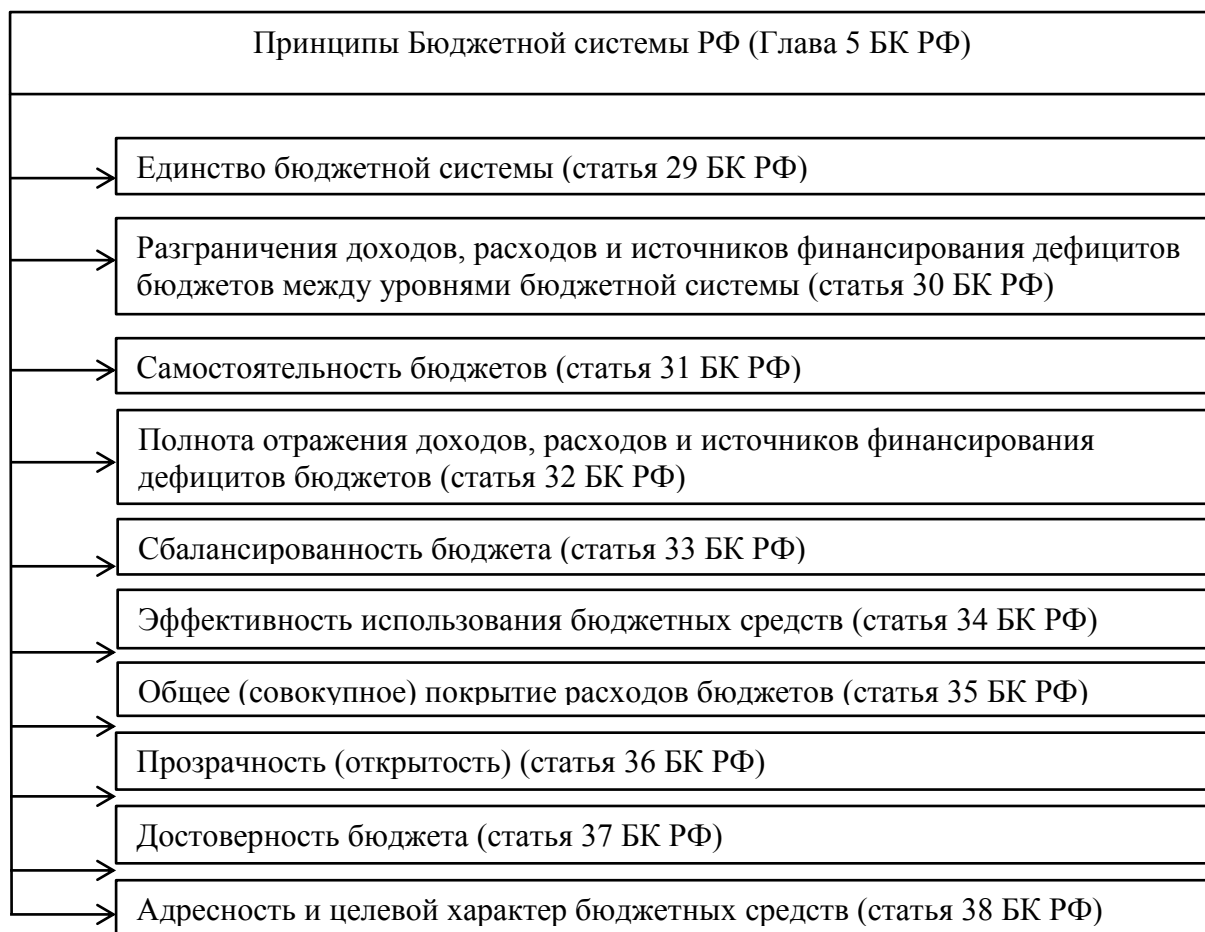 Принципы Бюджетной системы РФ (Глава 5 БК РФ)
Единство бюджетной системы (статья 29 БК РФ)
Разграничения доходов, расходов и источников финансирования дефицитов
бюджетов между уровнями бюджетной системы (статья 30 БК РФ)
Самостоятельность бюджетов (статья 31 БК РФ)
Полнота отражения доходов, расходов и источников финансирования
дефицитов бюджетов (статья 32 БК РФ)
Сбалансированность бюджета (статья 33 БК РФ)
Эффективность использования бюджетных средств (статья 34 БК РФ)
Общее (совокупное) покрытие расходов бюджетов (статья 35 БК РФ)
Прозрачность (открытость) (статья 36 БК РФ)
Достоверность бюджета (статья 37 БК РФ)
Адресность и целевой характер бюджетных средств (статья 38 БК РФ)